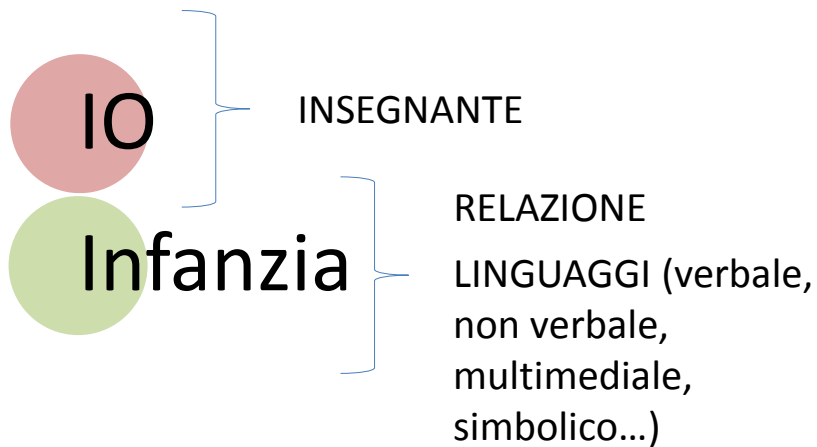 IO
INSEGNANTE
Infanzia
RELAZIONE
LINGUAGGI (verbale,
non verbale,
multimediale,
simbolico...)